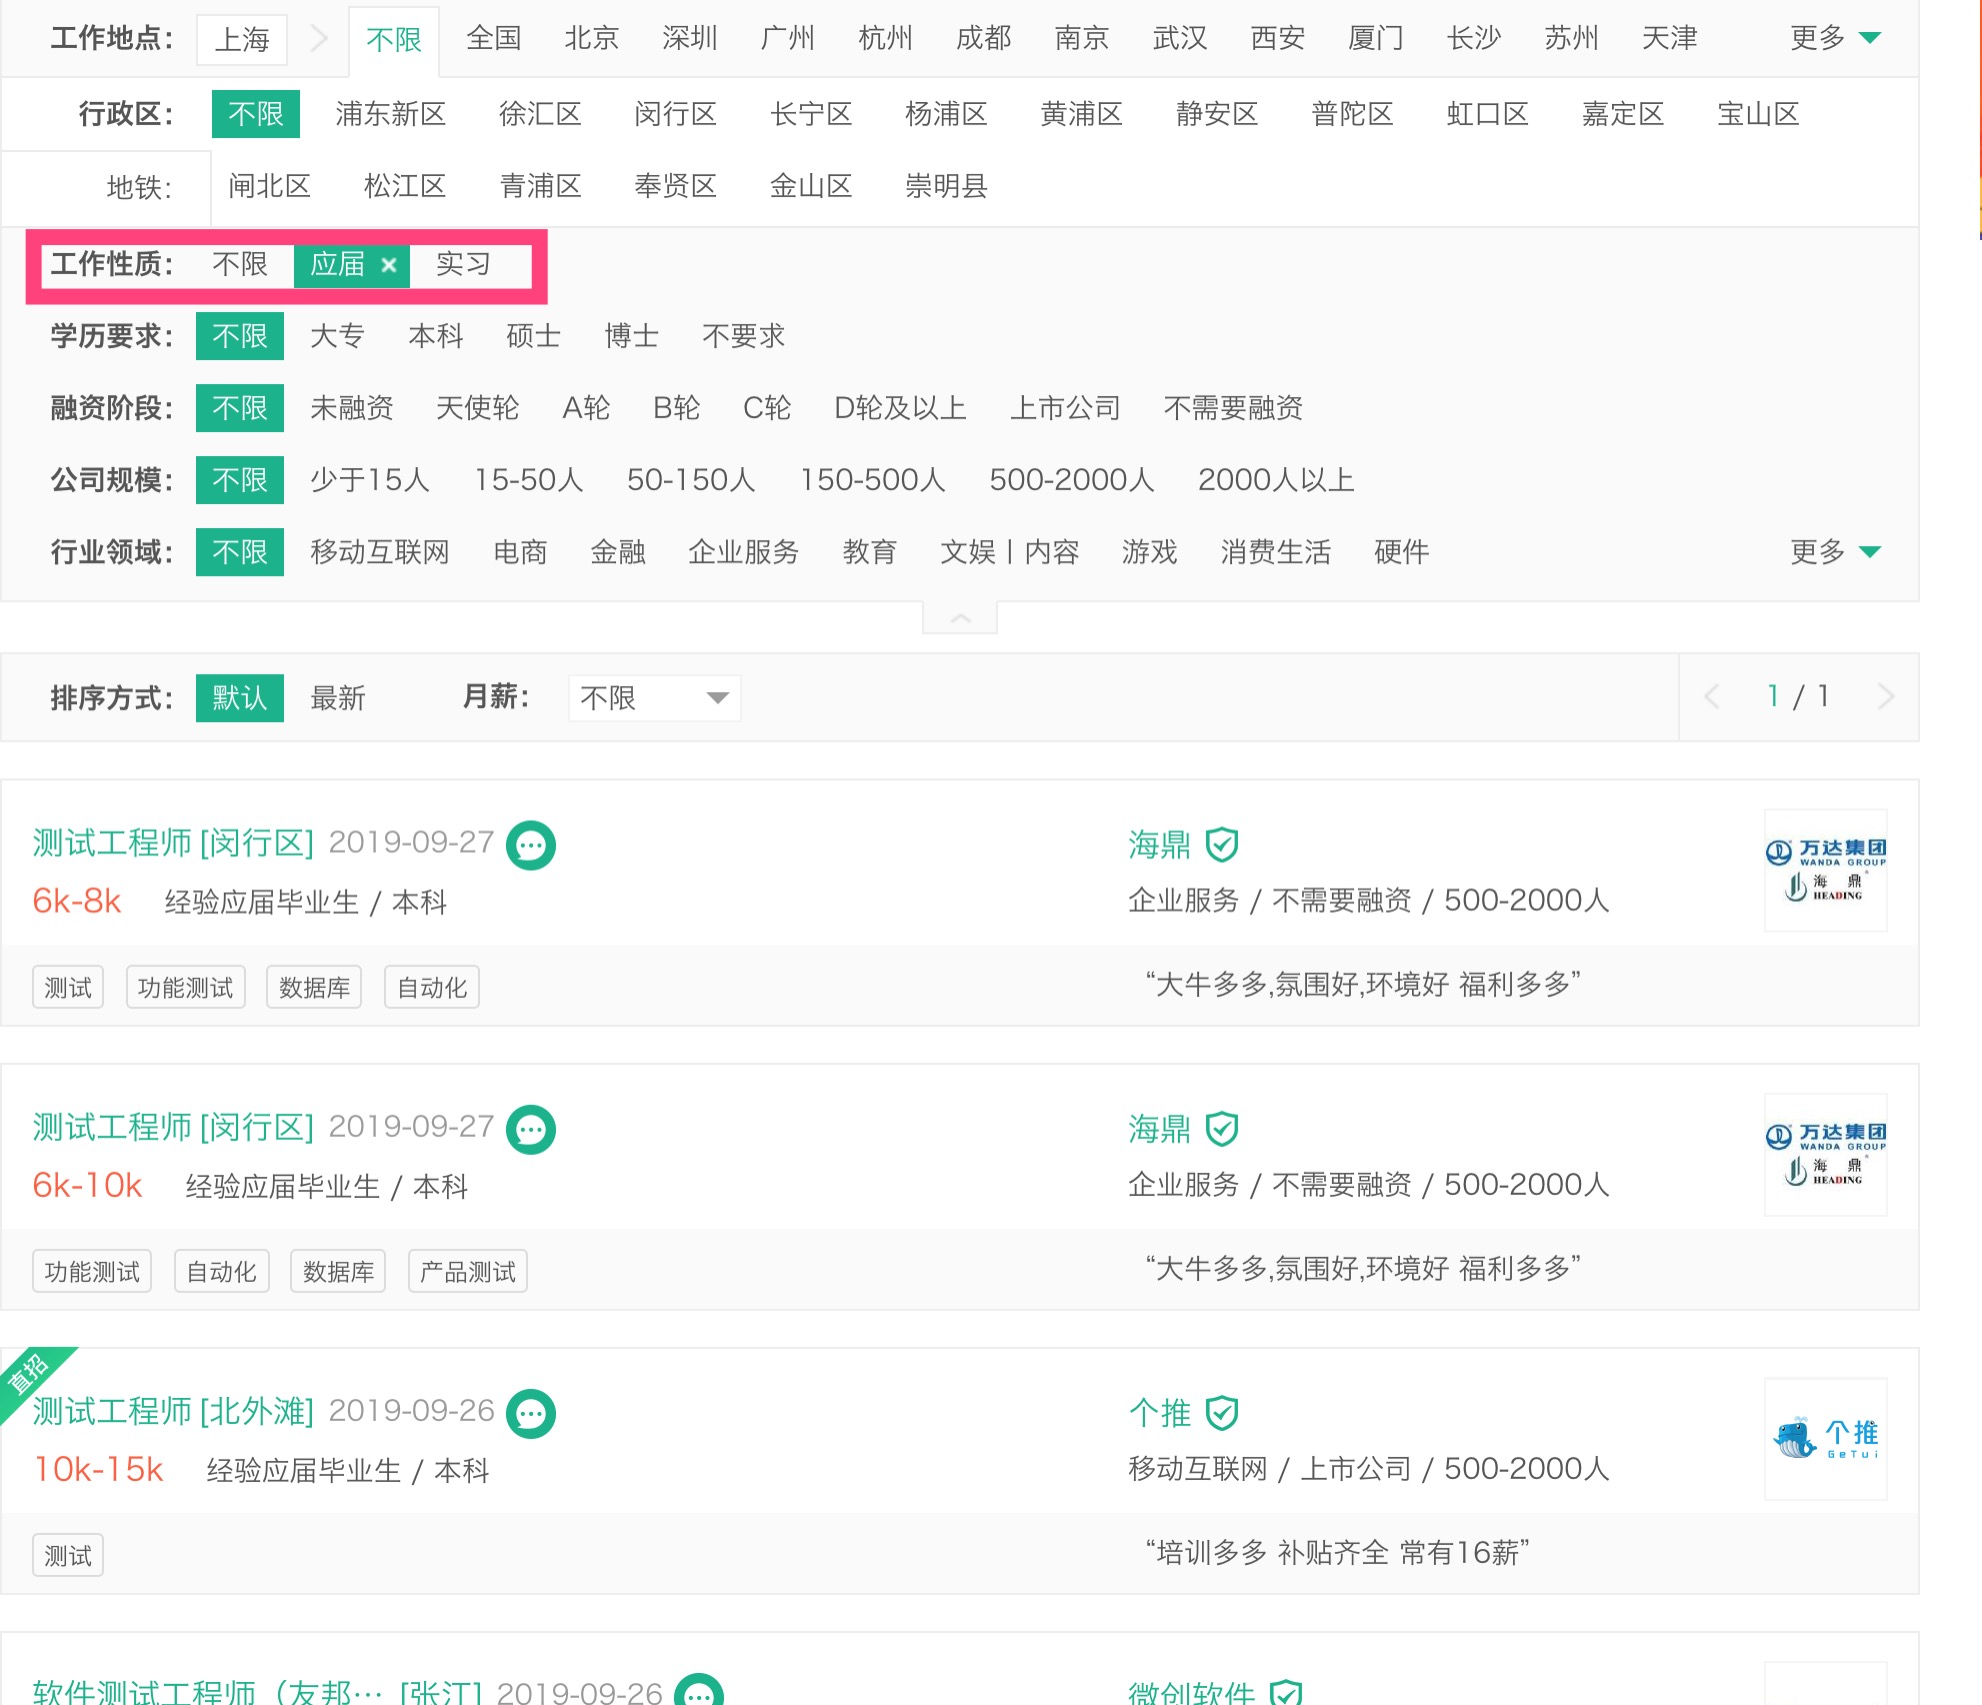 工作地点： 上海 不限 全国 北京 深圳 广州 杭州 成都 南京 武汉 西安 厦门 长沙 苏州 天津 更多
行政区： 不限 浦东新区 徐汇区 闵行区 长宁区 杨浦区 黄浦区 静安区 普陀区 虹口区 嘉定区 宝山区
地铁： 闸北区 松江区 青浦区 奉贤区 金山区 崇明县
工作性质： 不限 应届 × 实习
学历要求： 不限 大专 本科 硕士 博士 不要求
融资阶段： 不限 未融资 天使轮 A轮 B轮 C轮 D轮及以上 上市公司 不需要融资
公司规模： 不限 少于15人 15-50人 50-150人 150-500人 500-2000人 2000人以上
行业领域： 不限 移动互联网 电商 金融 企业服务 教育 文娱丨内容 游戏 消费生活 硬件 更多
排序方式： 默认 最新 月薪： 不限 1 / 1
测试工程师 [闵行区] 2019-09-27 海鼎
6k-8k 经验应届毕业生 / 本科 企业服务 / 不需要融资 / 500-2000人
万达集团
WANDA GROUP
海鼎
HEADING
测试 功能测试 数据库 自动化 “大牛多多,氛围好,环境好 福利多多”
测试工程师 [闵行区] 2019-09-27 海鼎
6k-10k 经验应届毕业生 / 本科 企业服务 / 不需要融资 / 500-2000人
万达集团
WANDA GROUP
海鼎
HEADING
功能测试 自动化 数据库 产品测试 “大牛多多,氛围好,环境好 福利多多”
直招
测试工程师 [北外滩] 2019-09-26 个推
10k-15k 经验应届毕业生 / 本科 移动互联网 / 上市公司 / 500-2000人
个推
GeTui
测试 “培训多多 补贴齐全 常有16薪”
软件测试工程师（友邦… [张江] 2019-09-26 微创软件